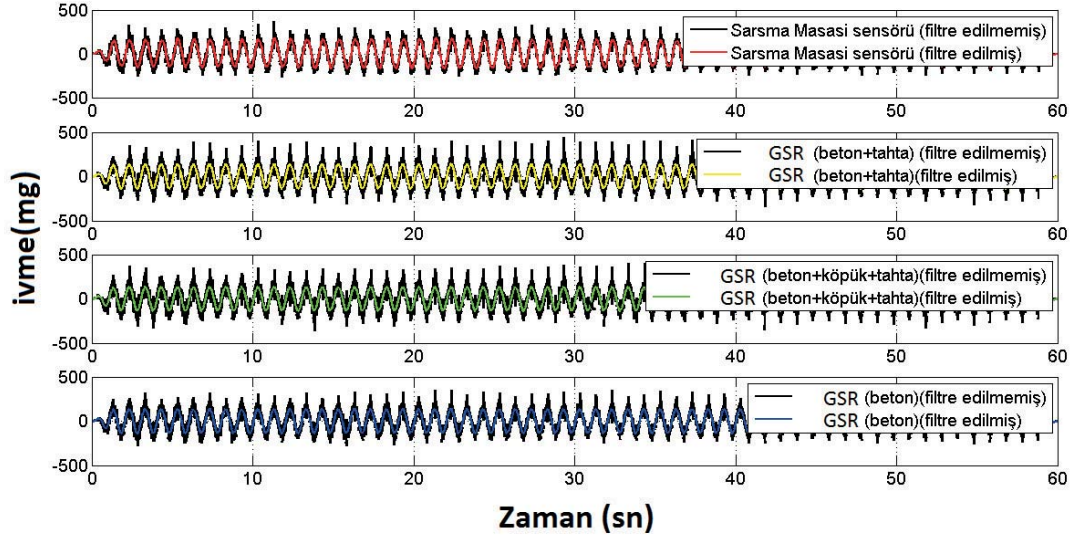 ivme(mg)
500
0
-500
Sarsma Masasi sensörü (filtre edilmemiş)
Sarsma Masasi sensörü (filtre edilmiş)
0 10 20 30 40 50 60
500
0
-500
GSR (beton+tahta) (filtre edilmemiş)
GSR (beton+tahta)(filtre edilmiş)
0 10 20 30 40 50 60
500
0
-500
GSR (beton+köpük+tahta)(filtre edilmemiş)
GSR (beton+köpük+tahta)(filtre edilmiş)
0 10 20 30 40 50 60
500
0
-500
GSR (beton)(filtre edilmemiş)
GSR (beton)(filtre edilmiş)
0 10 20 30 40 50 60
Zaman (sn)